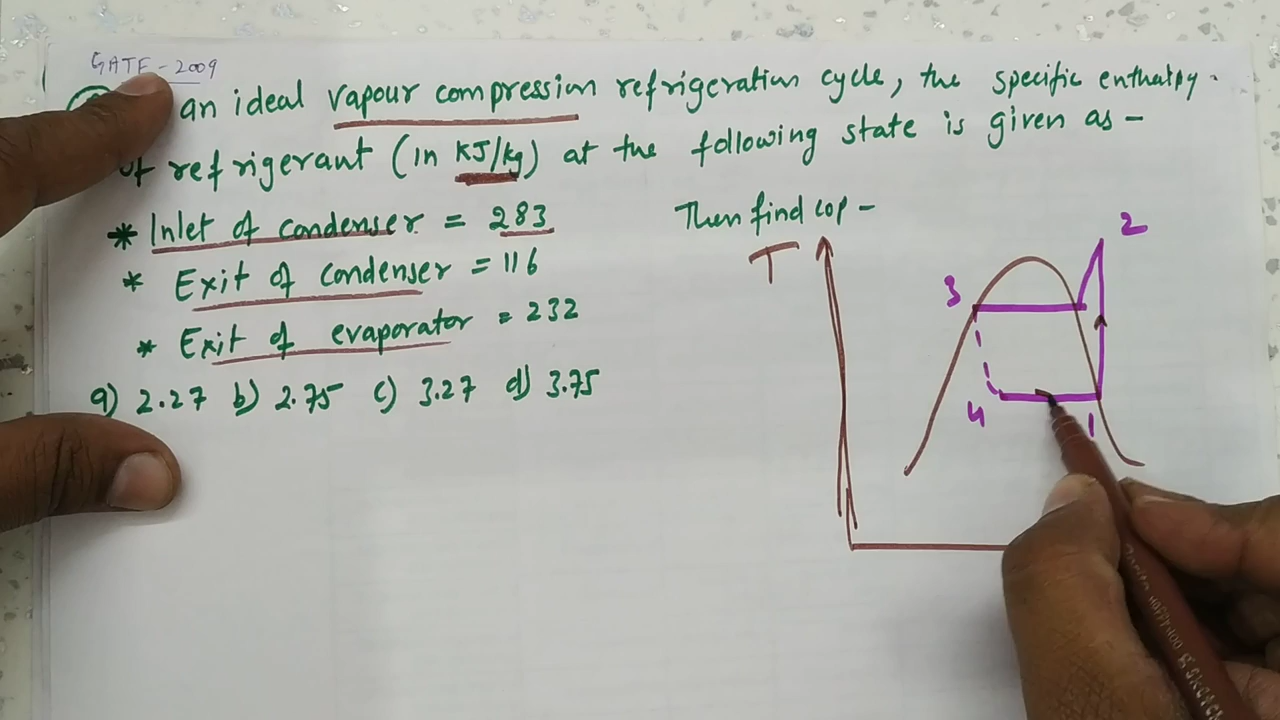 GATE-2009
an ideal vapour compression refrigeration cycle, the specific enthalpy.
of refrigerant (in KJ/kg) at the following state is given as -
* Inlet of condenser. = 283
* Exit of condenser = 116
* Exit of evaporator = 232
a) 2.27 b) 2.75 c) 3.27 d) 3.75
Then find cop -
T
2
3
4
1